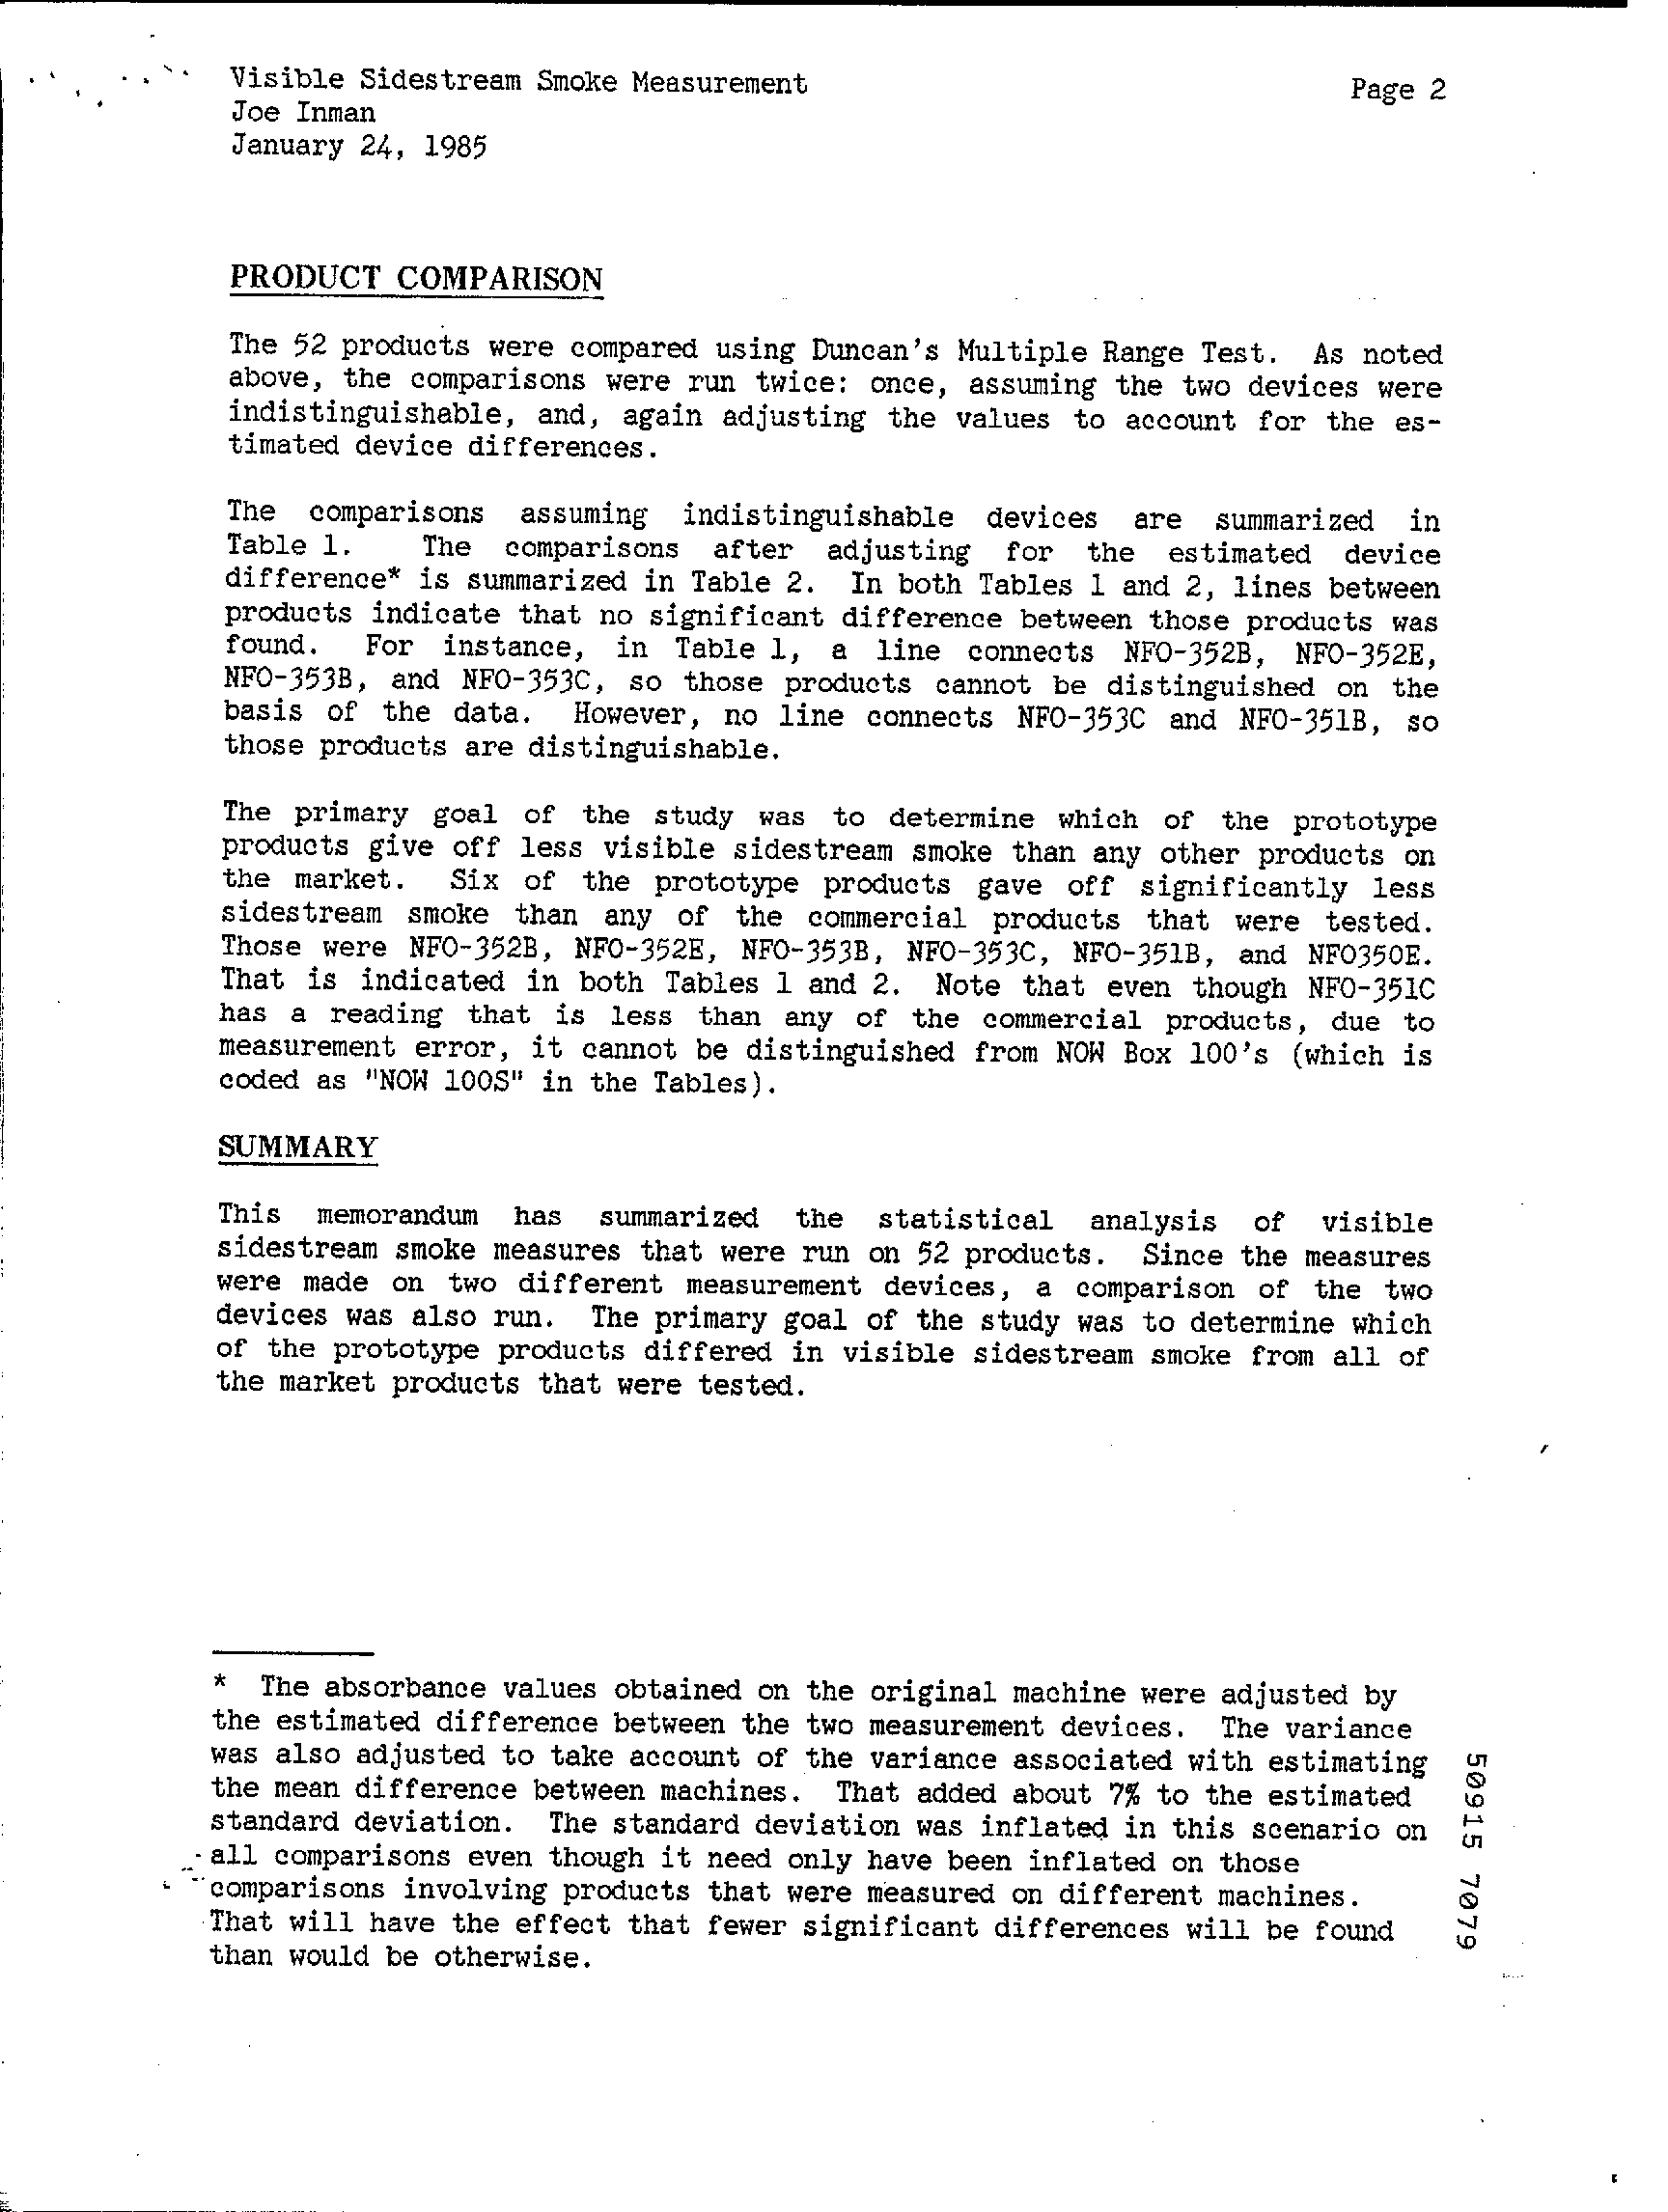 Visible Sidestream Smoke Measurement
Page 2
Joe Inman
January 24, 1985
PRODUCT COMPARISON
The 52 products were compared using Duncan's Multiple Range Test. As noted
above, the comparisons were run twice: once, assuming the two devices were
indistinguishable, and, again adjusting the values to account for the es-
timated device differences.
The comparisons assuming indistinguishable devices are summarized in
Table 1. The comparisons after adjusting for the estimated device
difference* is summarized in Table 2. In both Tables 1 and 2, lines between
products indicate that no significant difference between those products was
found. For instance, in Table 1, a line connects NFO-352B, NFO-352E,
NFO-353B, and NFO-353C, so those products cannot be distinguished on the
basis of the data. However, no line connects NFO-353C and NFO-351B, so
those products are distinguishable.
The primary goal of the study was to determine which of the prototype
products give off less visible sidestream smoke than any other products on
the market. Six of the prototype products gave off significantly less
sidestream smoke than any of the commercial products that were tested.
Those were NFO-352B, NFO-352E, NFO-353B, NFO-353C, NFO-351B, and NFO350E.
That is indicated in both Tables 1 and 2. Note that even though NFO-351C
has a reading that is less than any of the commercial products, due to
measurement error, it cannot be distinguished from NOW Box 100's (which is
coded as "NOW 100S" in the Tables).
SUMMARY
This memorandum has summarized the statistical analysis of visible
sidestream smoke measures that were run on 52 products. Since the measures
were made on two different measurement devices, a comparison of the two
devices was also run. The primary goal of the study was to determine which
of the prototype products differed in visible sidestream smoke from all of
the market products that were tested.
* The absorbance values obtained on the original machine were adjusted by
the estimated difference between the two measurement devices. The variance
was also adjusted to take account of the variance associated with estimating
the mean difference between machines. That added about 7% to the estimated
standard deviation. The standard deviation was inflated in this scenario on
all comparisons even though it need only have been inflated on those
comparisons involving products that were measured on different machines.
That will have the effect that fewer significant differences will be found
than would be otherwise.
50915 7079